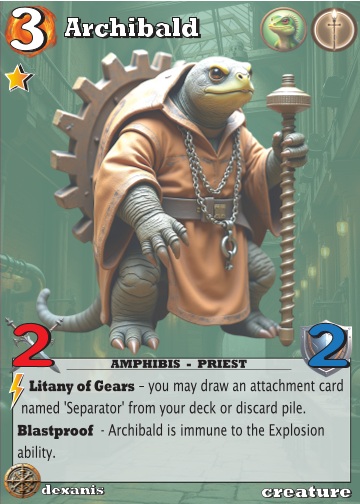 3 Archibald
2
2
AMPHIBIS - PRIEST
Litany of Gears - you may draw an attachment card
named 'Separator' from your deck or discard pile.
Blastproof - Archibald is immune to the Explosion
ability.
dexanis
creature